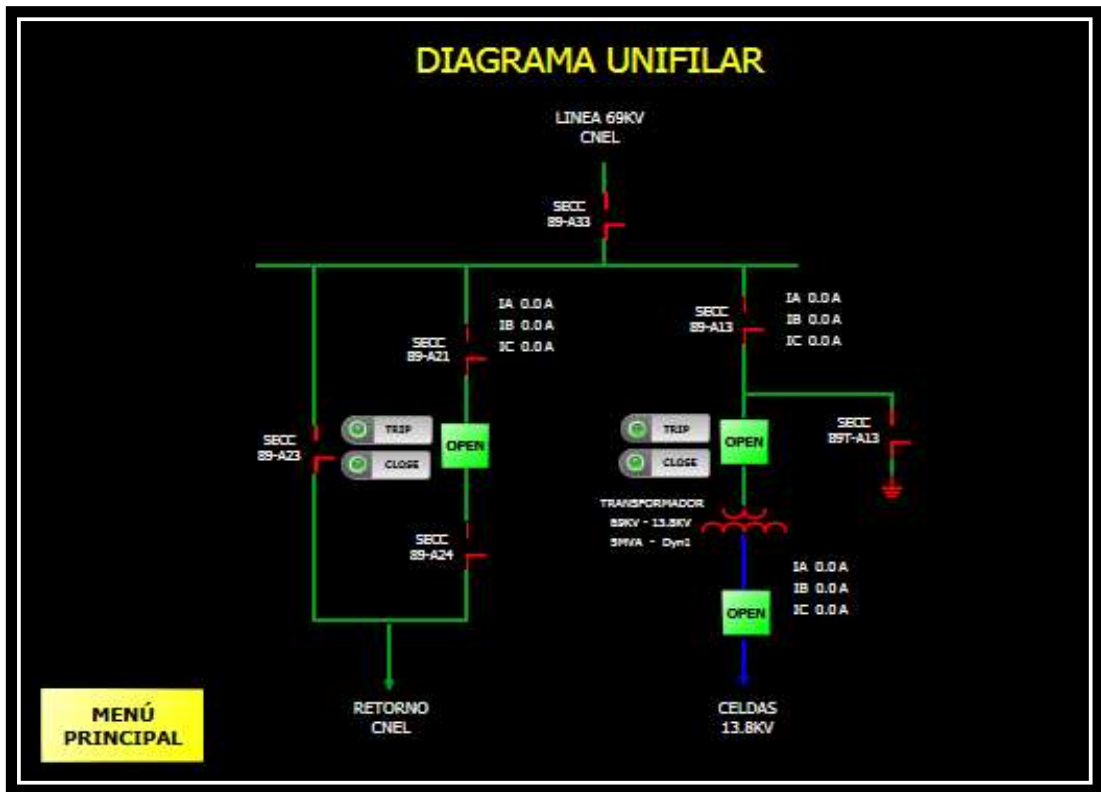 DIAGRAMA UNIFILAR
LINEA 69KV
CNEL
SECC
89-A33
IA 0.0 A
IB 0.0 A
IC 0.0 A
SECC
89-A21
IA 0.0 A
IB 0.0 A
IC 0.0 A
SECC
89-A13
SECC
89-A23
TRIP
CLOSE
OPEN
TRIP
CLOSE
OPEN
SECC
89T-A13
SECC
89-A24
TRANSFORMADOR
69KV - 13.8KV
5MVA - Dyn1
IA 0.0 A
IB 0.0 A
IC 0.0 A
OPEN
RETORNO
CNEL
CELDAS
13.8KV
MENÚ
PRINCIPAL